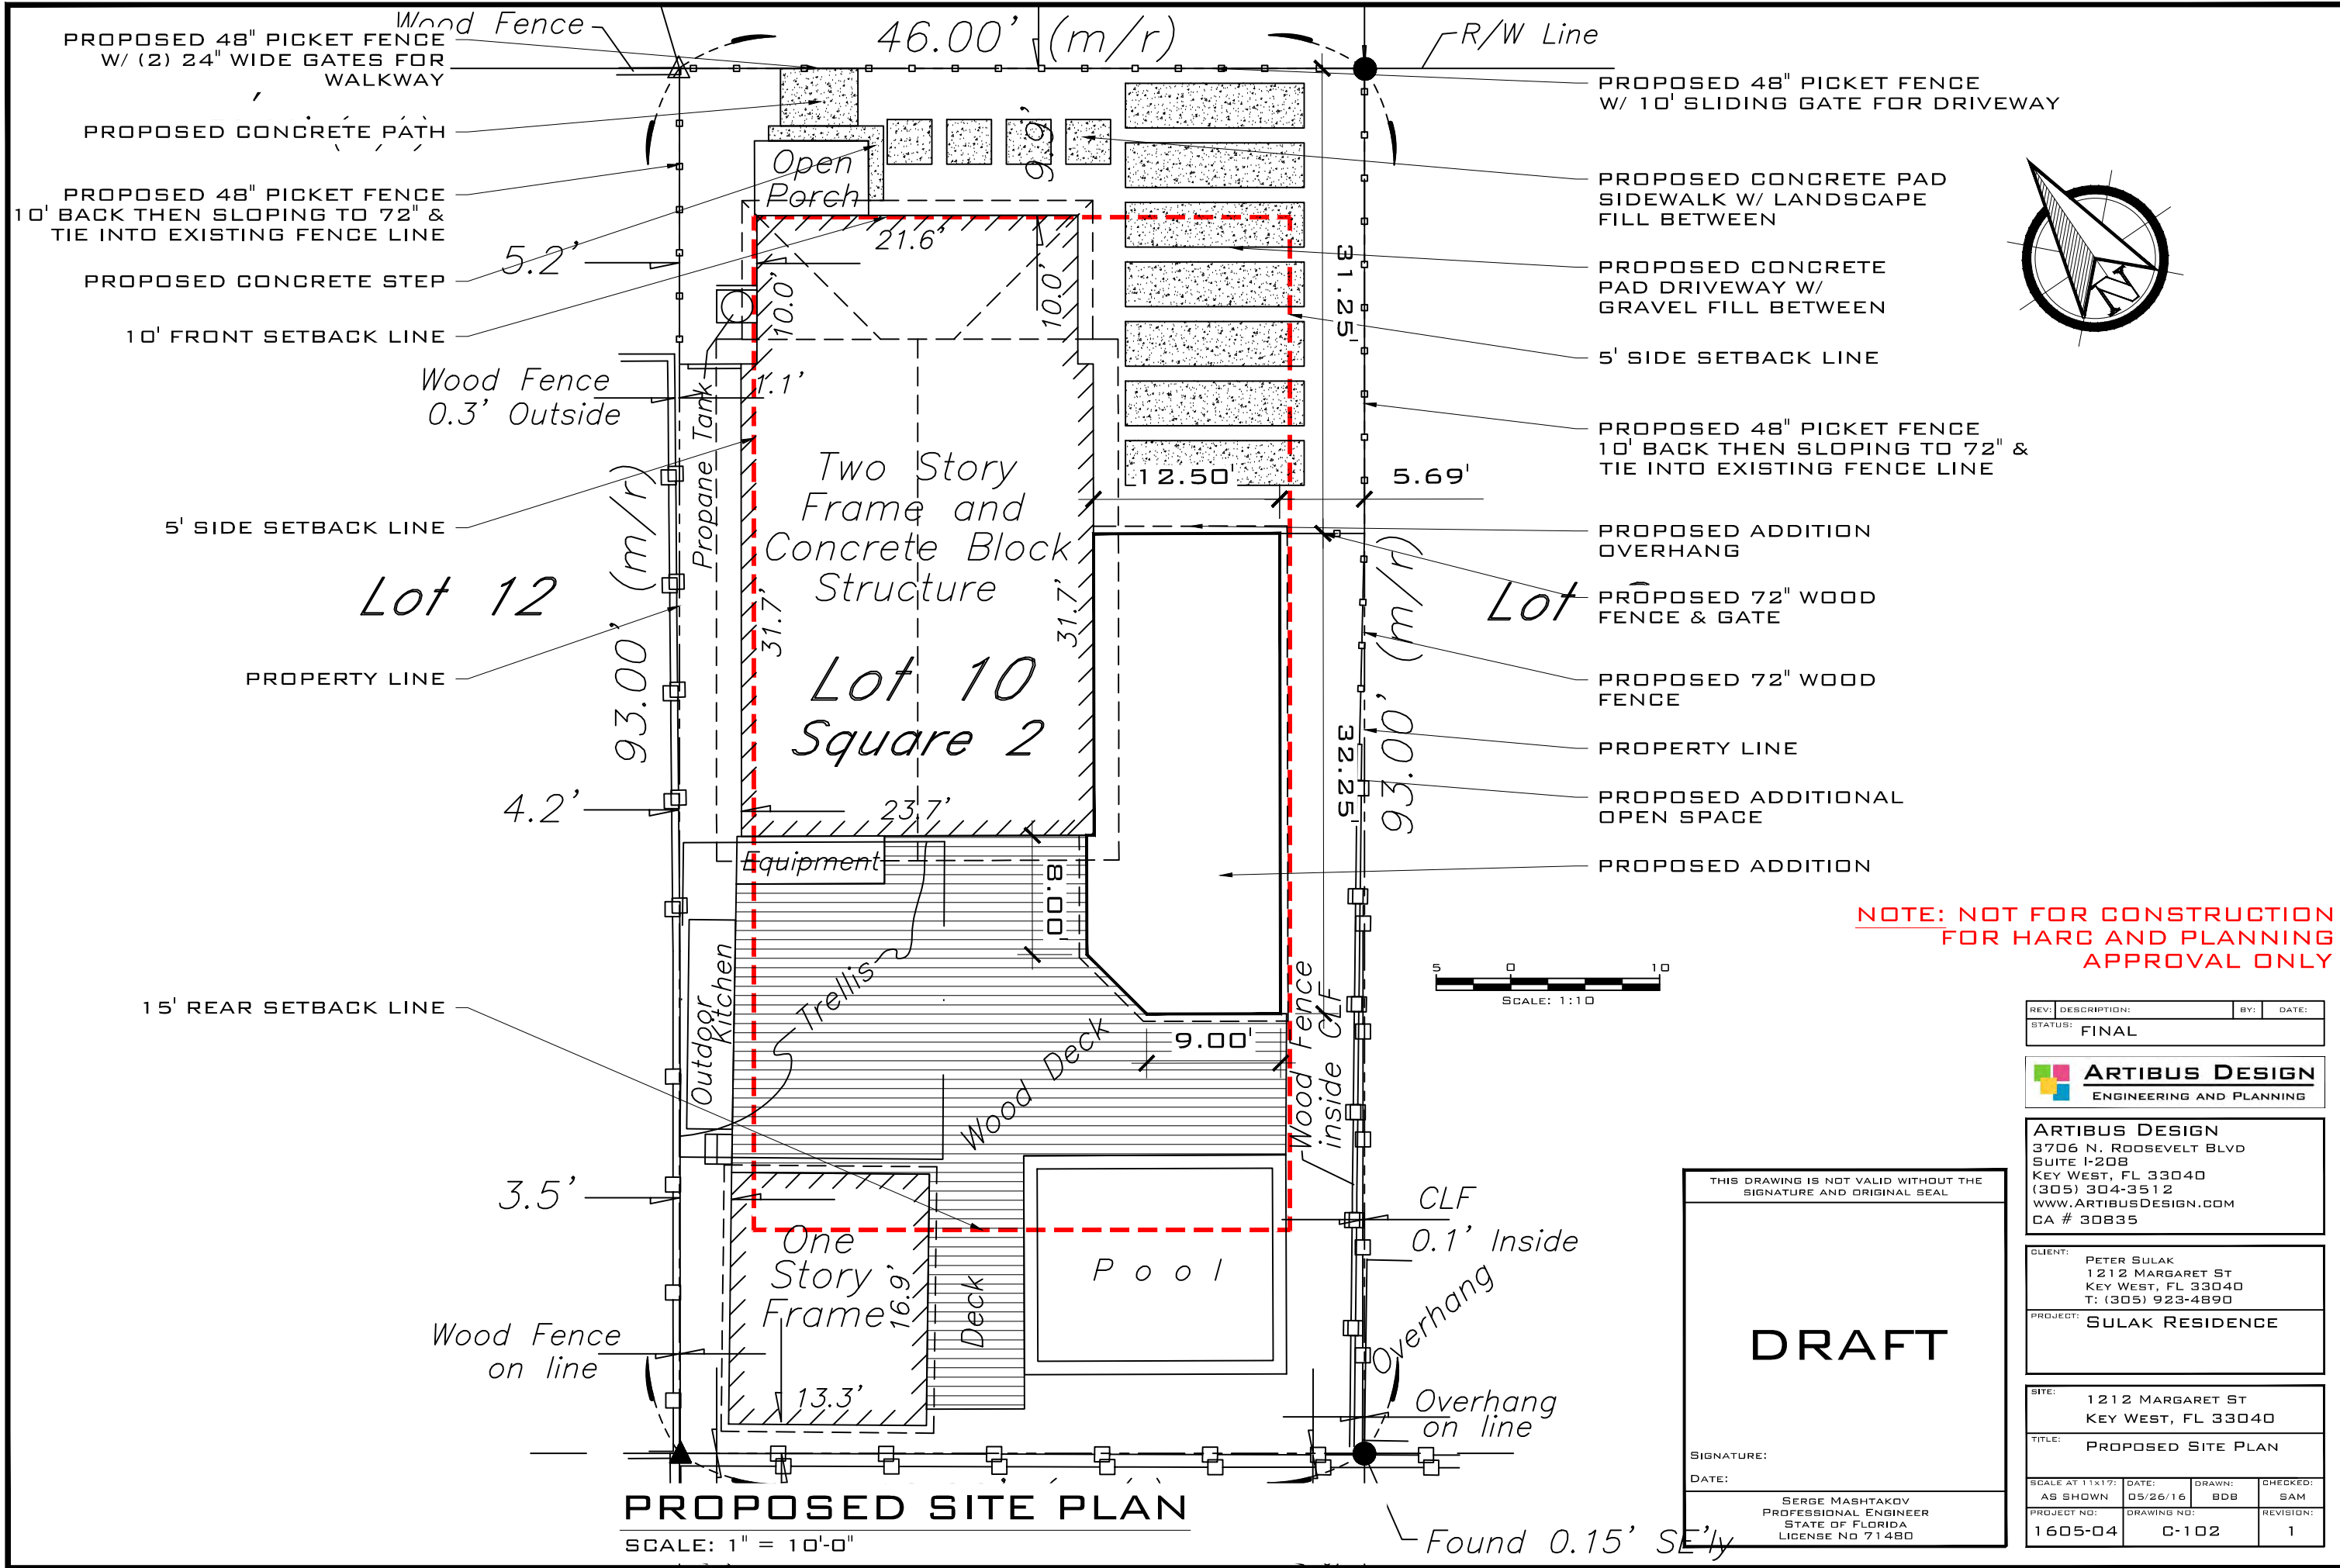 Wood Fence
46.00' (m/r)
R/W Line
PROPOSED 48" PICKET FENCE
W/ (2) 24" WIDE GATES FOR
WALKWAY
PROPOSED CONCRETE PATH
PROPOSED 48" PICKET FENCE
10' BACK THEN SLOPING TO 72" &
TIE INTO EXISTING FENCE LINE
PROPOSED CONCRETE STEP
10' FRONT SETBACK LINE
Wood Fence
0.3' Outside
5' SIDE SETBACK LINE
Lot 12
PROPERTY LINE
15' REAR SETBACK LINE
Wood Fence
on line
5.2'
4.2'
3.5'
93.00' (m/r)
Open
Porch
9.9'
21.6'
10.0'
10.0'
1.1'
Propane Tank
Two Story
Frame and
Concrete Block
Structure
31.7'
31.7'
Lot 10
Square 2
23.7'
Equipment
8.00'
Outdoor
Kitchen
Trellis
Wood Deck
9.00'
Wood Fence
inside CLF
One
Story
Frame
16.9'
13.3'
Deck
Pool
12.50'
5.69'
31.25'
32.25'
93.00' (m/r)
Lot
PROPOSED 48" PICKET FENCE
W/ 10' SLIDING GATE FOR DRIVEWAY
PROPOSED CONCRETE PAD
SIDEWALK W/ LANDSCAPE
FILL BETWEEN
PROPOSED CONCRETE
PAD DRIVEWAY W/
GRAVEL FILL BETWEEN
5' SIDE SETBACK LINE
PROPOSED 48" PICKET FENCE
10' BACK THEN SLOPING TO 72" &
TIE INTO EXISTING FENCE LINE
PROPOSED ADDITION
OVERHANG
PROPOSED 72" WOOD
FENCE & GATE
PROPOSED 72" WOOD
FENCE
PROPERTY LINE
PROPOSED ADDITIONAL
OPEN SPACE
PROPOSED ADDITION
N
5 0 10
SCALE: 1:10
CLF
0.1' Inside
Overhang
Overhang
on line
Found 0.15' SE'ly
PROPOSED SITE PLAN
SCALE: 1" = 10'-0"
NOTE: NOT FOR CONSTRUCTION
FOR HARC AND PLANNING
APPROVAL ONLY
THIS DRAWING IS NOT VALID WITHOUT THE
SIGNATURE AND ORIGINAL SEAL
DRAFT
SIGNATURE:
DATE:
SERGE MASHTAKOV
PROFESSIONAL ENGINEER
STATE OF FLORIDA
LICENSE NO 71480
REV: DESCRIPTION: BY: DATE:
STATUS: FINAL
ARTIBUS DESIGN
ENGINEERING AND PLANNING
ARTIBUS DESIGN
3706 N. ROOSEVELT BLVD
SUITE I-208
KEY WEST, FL 33040
(305) 304-3512
WWW.ARTIBUSDESIGN.COM
CA # 30835
CLIENT:
PETER SULAK
1212 MARGARET ST
KEY WEST, FL 33040
T: (305) 923-4890
PROJECT: SULAK RESIDENCE
SITE:
1212 MARGARET ST
KEY WEST, FL 33040
TITLE: PROPOSED SITE PLAN
SCALE AT 11x17: DATE: DRAWN: CHECKED:
AS SHOWN 05/26/16 BDB SAM
PROJECT NO: DRAWING NO: REVISION:
1605-04 C-102 1